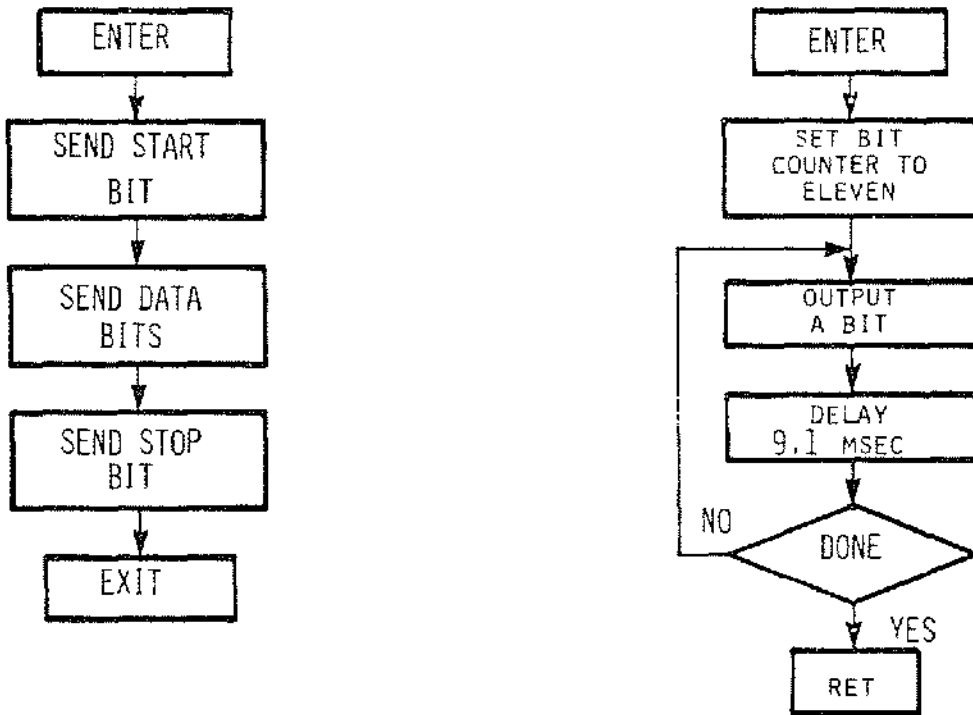 ENTER
SEND START
BIT
SEND DATA
BITS
SEND STOP
BIT
EXIT
ENTER
SET BIT
COUNTER TO
ELEVEN
OUTPUT
A BIT
DELAY
9.1 MSEC
NO
DONE
YES
RET